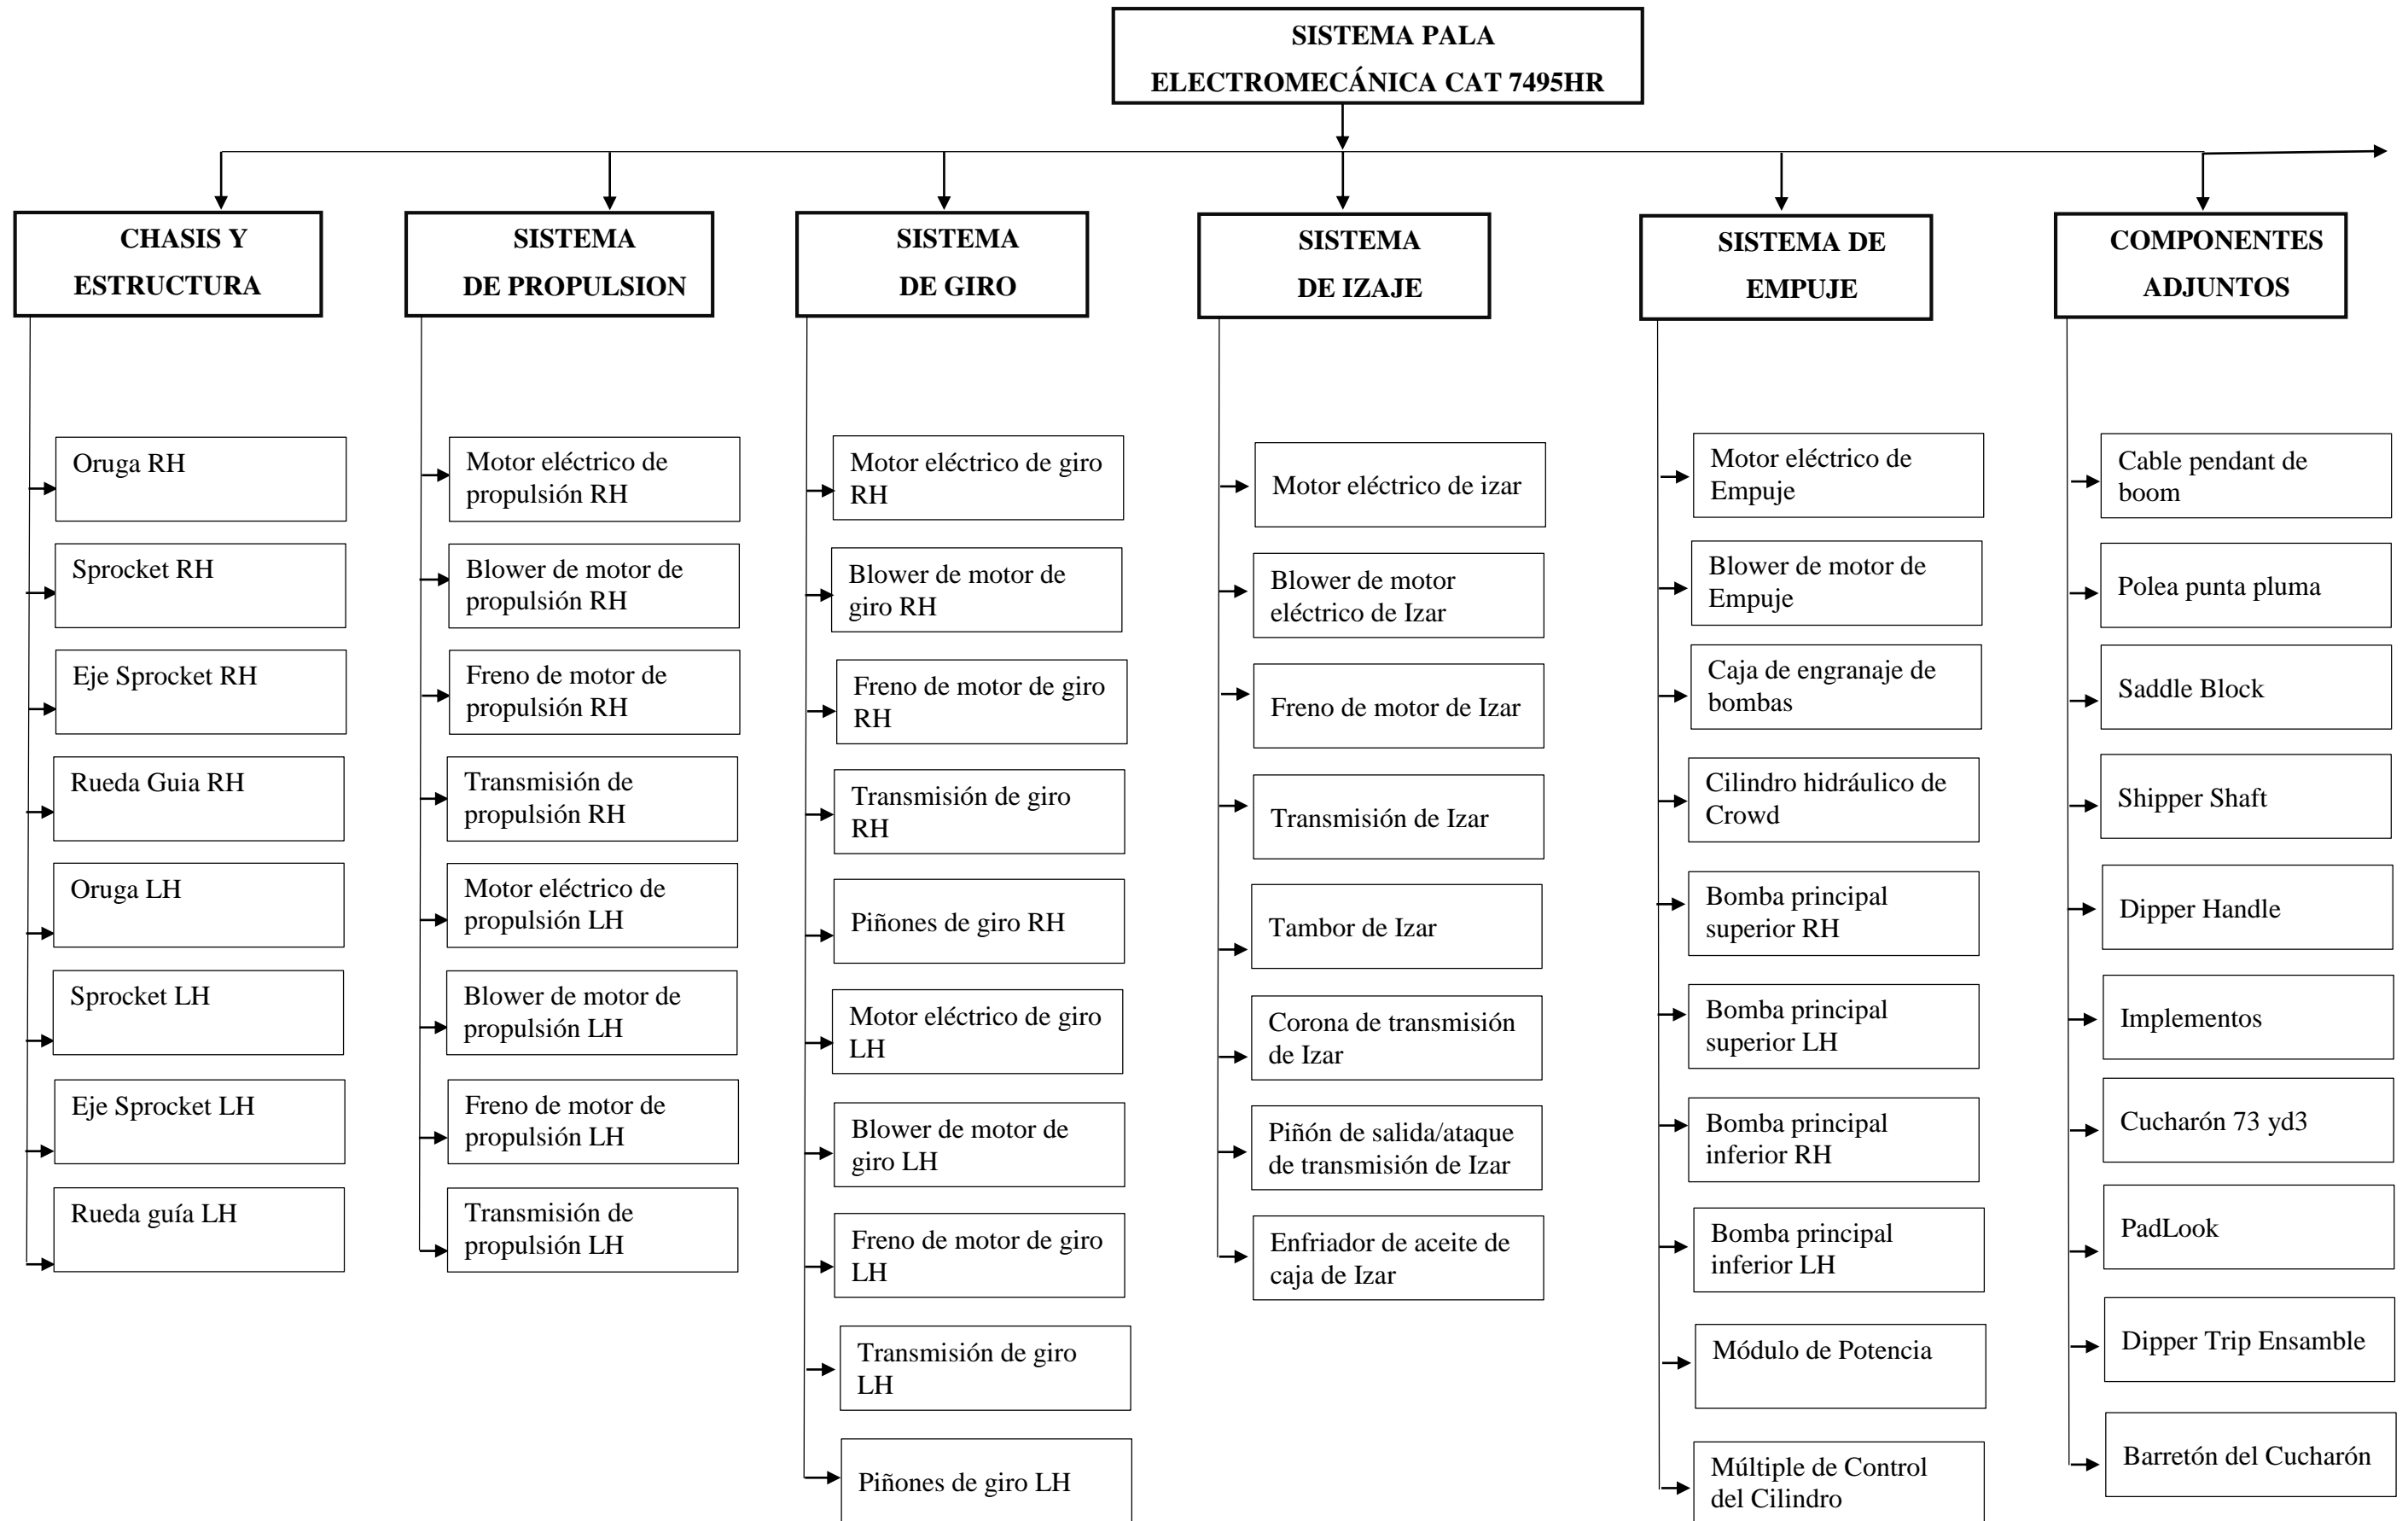 SISTEMA PALA
ELECTROMECÁNICA CAT 7495HR
CHASIS Y
ESTRUCTURA
Oruga RH
Sprocket RH
Eje Sprocket RH
Rueda Guia RH
Oruga LH
Sprocket LH
Eje Sprocket LH
Rueda guía LH
SISTEMA
DE PROPULSION
Motor eléctrico de
propulsión RH
Blower de motor de
propulsión RH
Freno de motor de
propulsión RH
Transmisión de
propulsión RH
Motor eléctrico de
propulsión LH
Blower de motor de
propulsión LH
Freno de motor de
propulsión LH
Transmisión de
propulsión LH
SISTEMA
DE GIRO
Motor eléctrico de giro
RH
Blower de motor de
giro RH
Freno de motor de giro
RH
Transmisión de giro
RH
Piñones de giro RH
Motor eléctrico de giro
LH
Blower de motor de
giro LH
Freno de motor de giro
LH
Transmisión de giro
LH
Piñones de giro LH
SISTEMA
DE IZAJE
Motor eléctrico de izar
Blower de motor
eléctrico de Izar
Freno de motor de Izar
Transmisión de Izar
Tambor de Izar
Corona de transmisión
de Izar
Piñón de salida/ataque
de transmisión de Izar
Enfriador de aceite de
caja de Izar
SISTEMA DE
EMPUJE
Motor eléctrico de
Empuje
Blower de motor de
Empuje
Caja de engranaje de
bombas
Cilindro hidráulico de
Crowd
Bomba principal
superior RH
Bomba principal
superior LH
Bomba principal
inferior RH
Bomba principal
inferior LH
Módulo de Potencia
Múltiple de Control
del Cilindro
COMPONENTES
ADJUNTOS
Cable pendant de
boom
Polea punta pluma
Saddle Block
Shipper Shaft
Dipper Handle
Implementos
Cucharón 73 yd3
PadLook
Dipper Trip Ensamble
Barretón del Cucharón